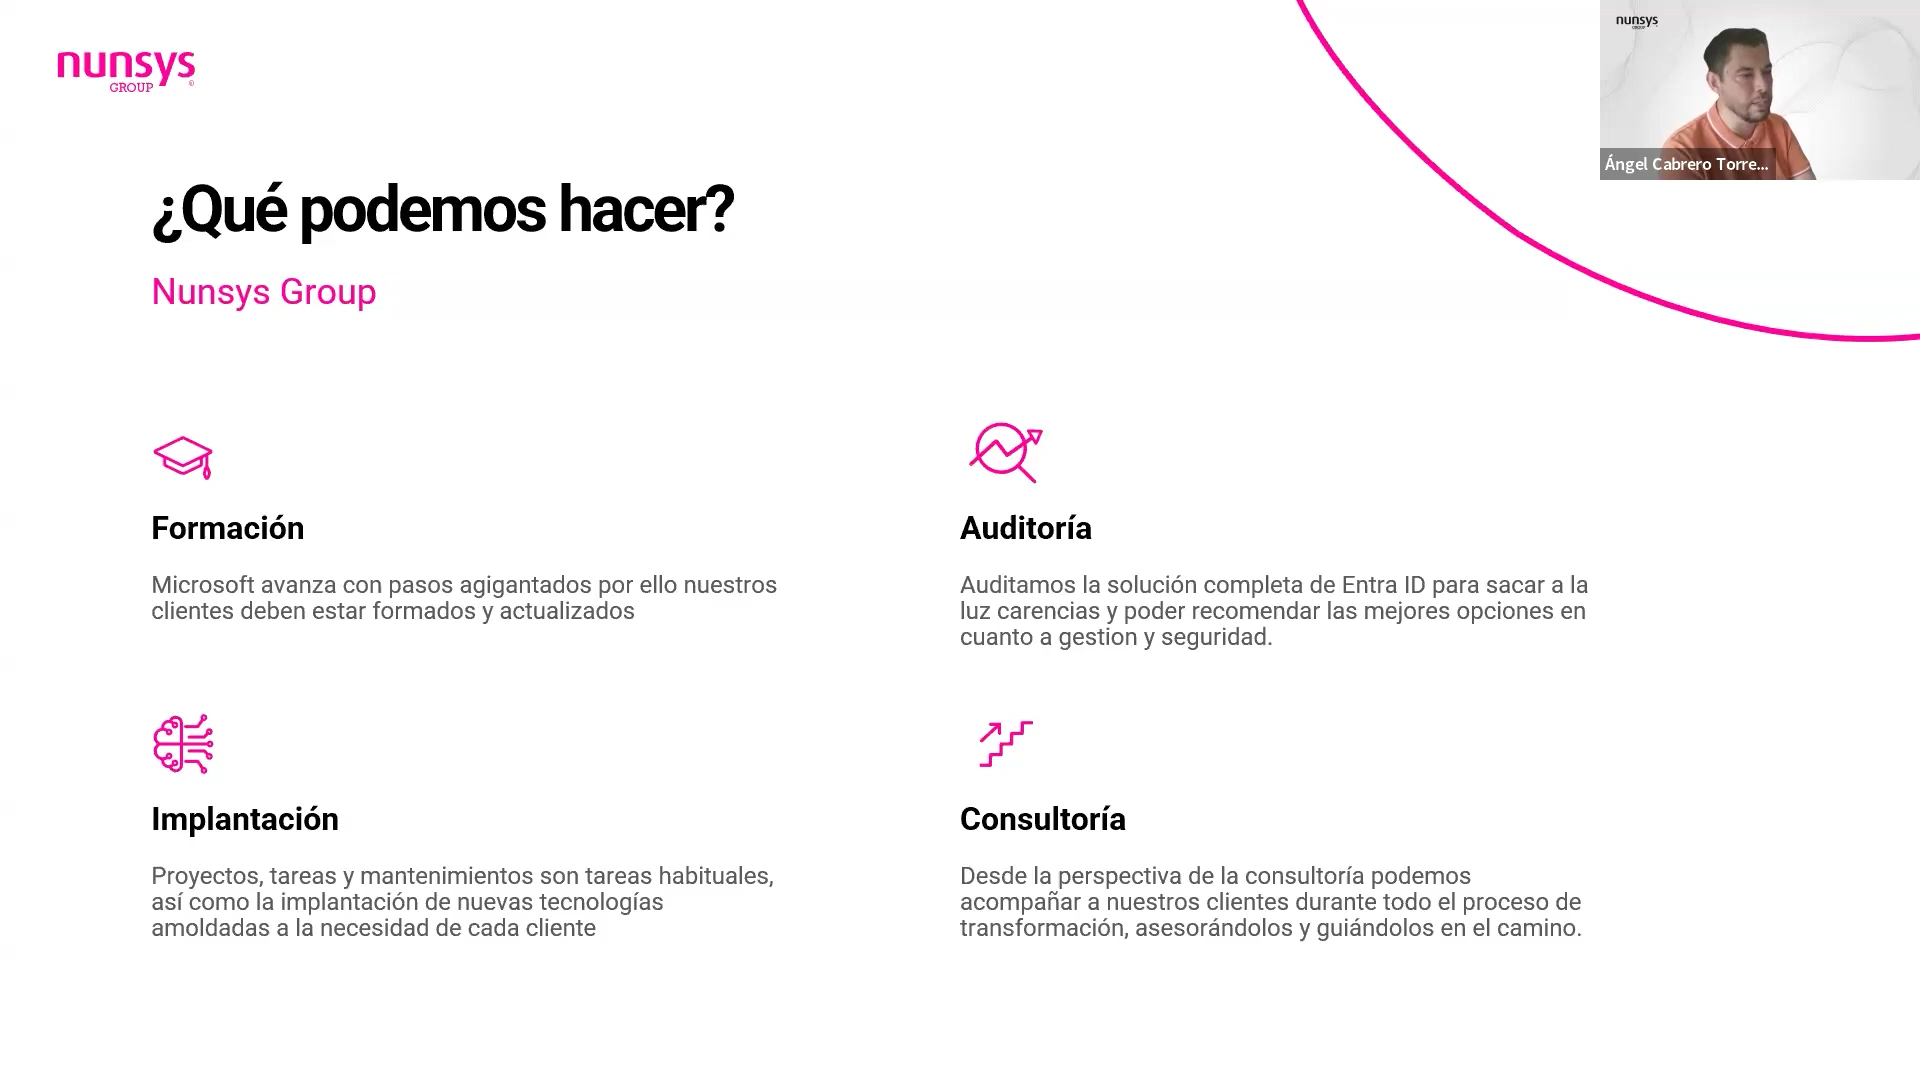 nunsys
GROUP
nunsys
GROUP
Ángel Cabrero Torre...
¿Qué podemos hacer?
Nunsys Group
Formación
Microsoft avanza con pasos agigantados por ello nuestros
clientes deben estar formados y actualizados
Auditoría
Auditamos la solución completa de Entra ID para sacar a la
luz carencias y poder recomendar las mejores opciones en
cuanto a gestion y seguridad.
Implantación
Proyectos, tareas y mantenimientos son tareas habituales,
así como la implantación de nuevas tecnologías
amoldadas a la necesidad de cada cliente
Consultoría
Desde la perspectiva de la consultoría podemos
acompañar a nuestros clientes durante todo el proceso de
transformación, asesorándolos y guiándolos en el camino.